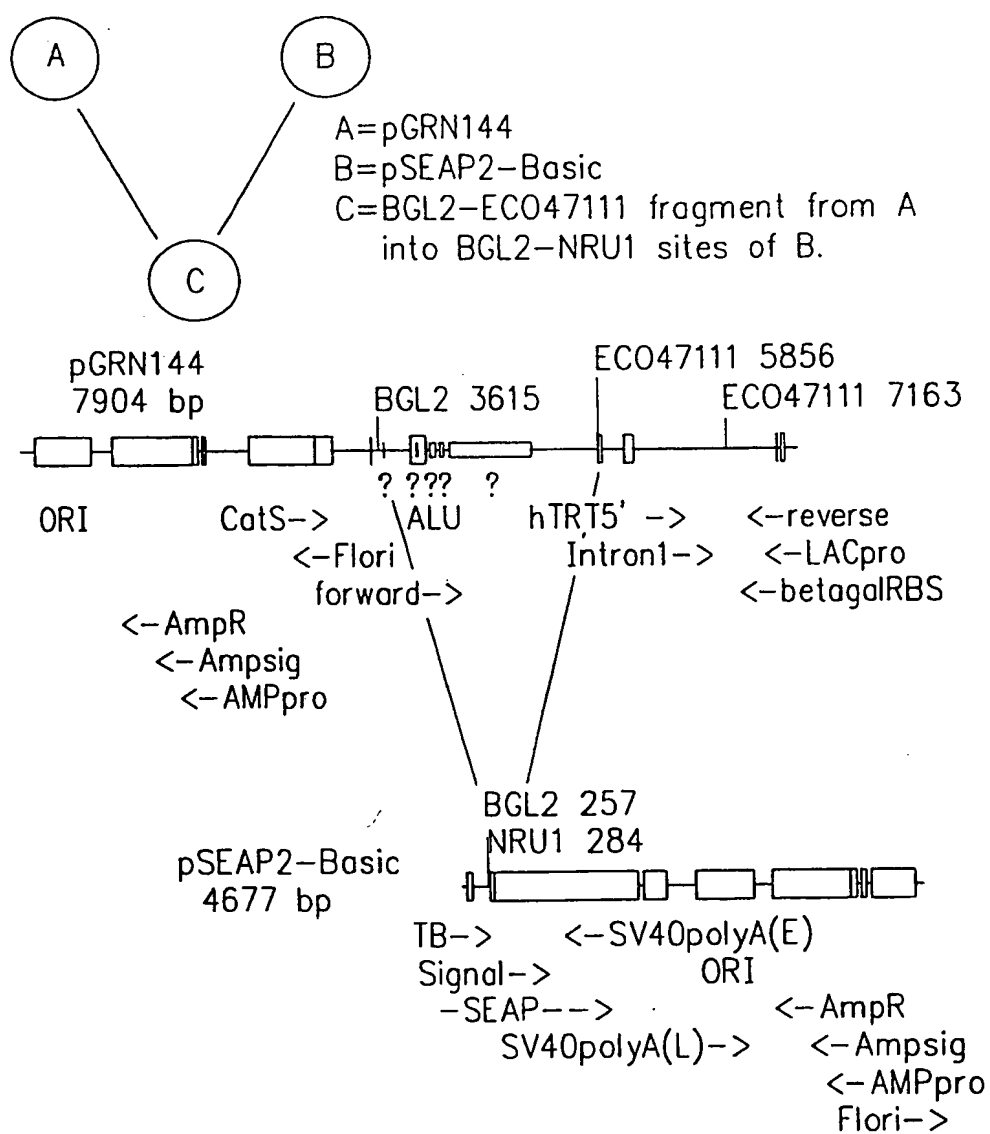 A
B
A=pGRN144
B=pSEAP2-Basic
C=BGL2-ECO47111 fragment from A
into BGL2-NRU1 sites of B.
C
pGRN144
7904 bp
BGL2 3615
ECO47111 5856
ECO47111 7163
? ? ?? ?
ORI
CatS->
ALU
hTRT5' ->
<-reverse
<-Flori
Intron1->
<-LACpro
forward->
<-betagalRBS
<-AmpR
<-Ampsig
<-AMPpro
BGL2 257
NRU1 284
pSEAP2-Basic
4677 bp
TB->
<-SV40polyA(E)
Signal->
ORI
-SEAP-->
<-AmpR
SV40polyA(L)->
<-Ampsig
<-AMPpro
Flori->